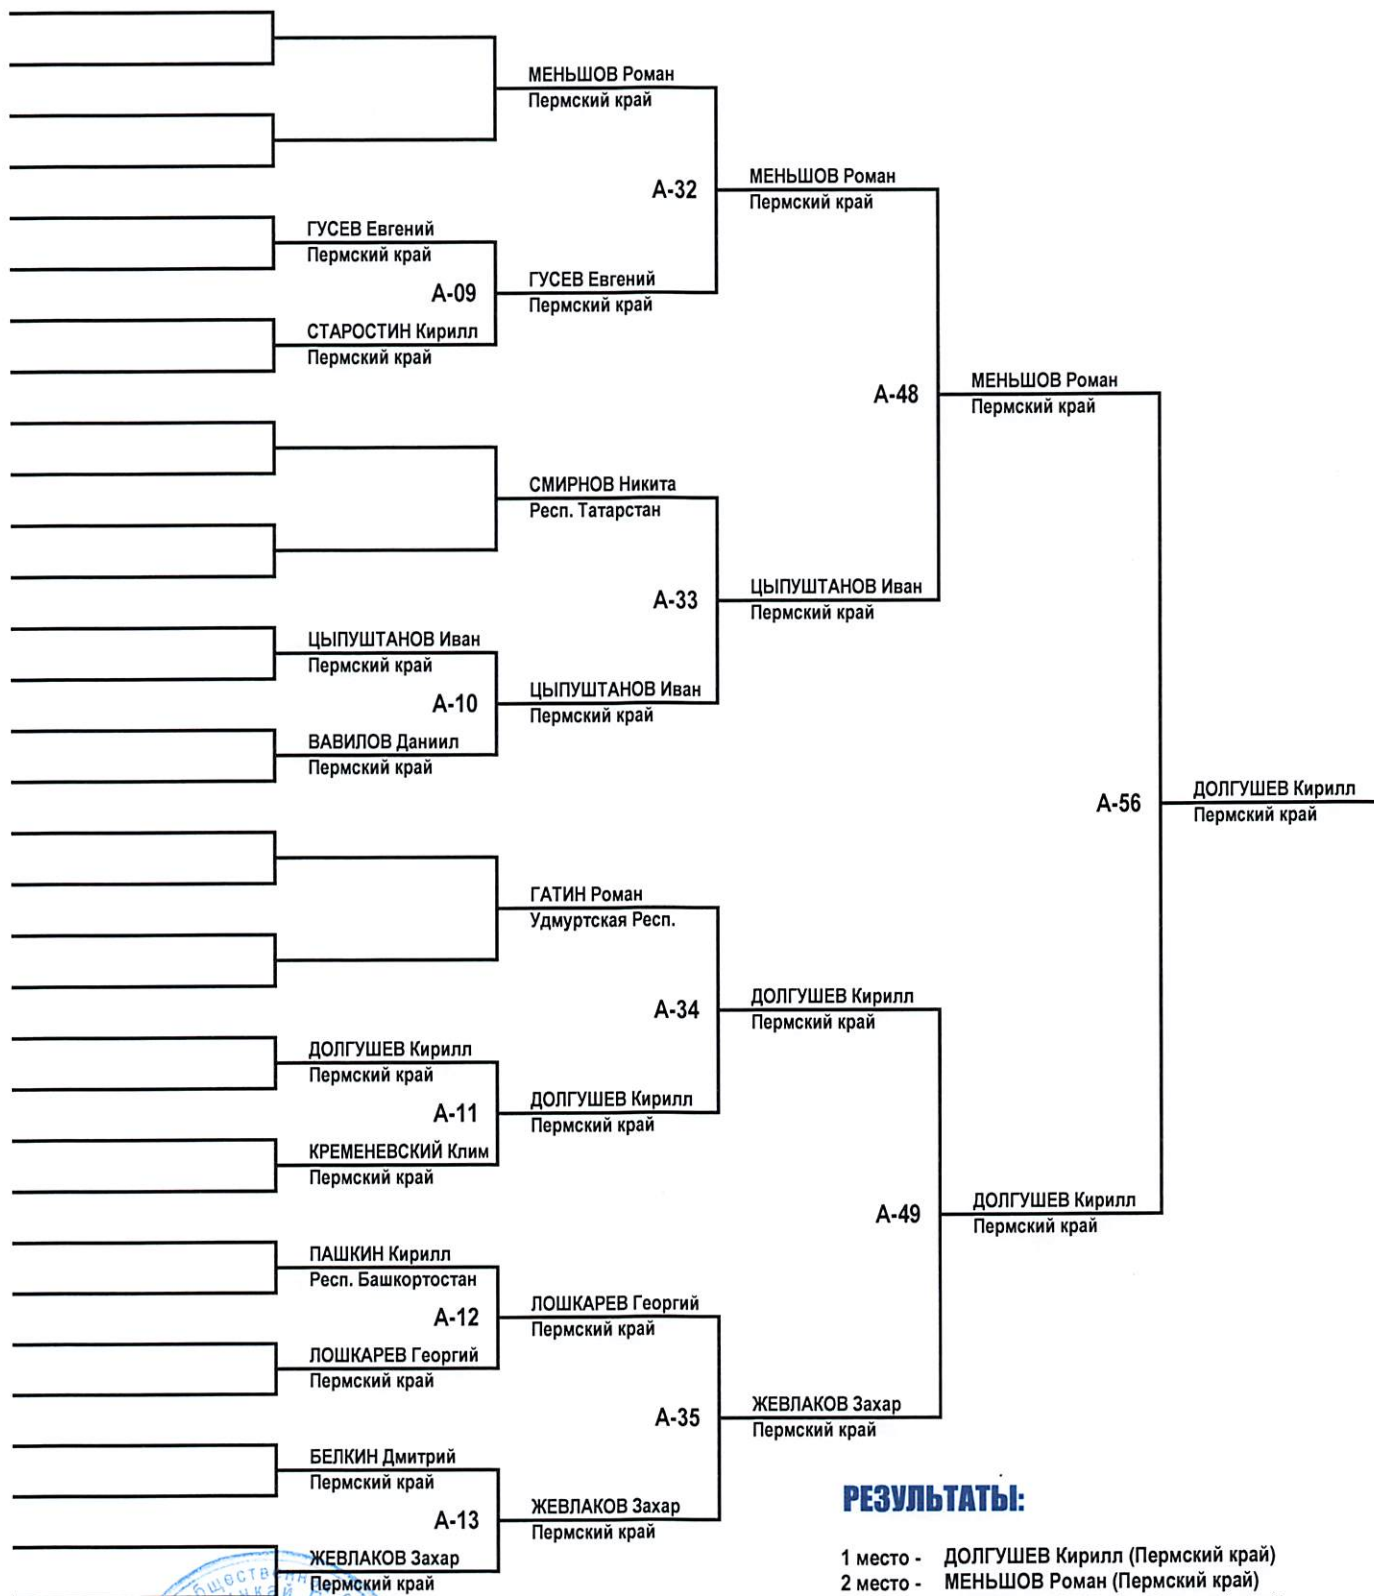 МЕНЬШОВ Роман
Пермский край
А-32
МЕНЬШОВ Роман
Пермский край
ГУСЕВ Евгений
Пермский край
А-09
ГУСЕВ Евгений
Пермский край
СТАРОСТИН Кирилл
Пермский край
А-48
МЕНЬШОВ Роман
Пермский край
СМИРНОВ Никита
Респ. Татарстан
А-33
ЦЫПУШТАНОВ Иван
Пермский край
ЦЫПУШТАНОВ Иван
Пермский край
А-10
ЦЫПУШТАНОВ Иван
Пермский край
ВАВИЛОВ Даниил
Пермский край
А-56
ДОЛГУШЕВ Кирилл
Пермский край
ГАТИН Роман
Удмуртская Респ.
А-34
ДОЛГУШЕВ Кирилл
Пермский край
ДОЛГУШЕВ Кирилл
Пермский край
А-11
ДОЛГУШЕВ Кирилл
Пермский край
КРЕМЕНЕВСКИЙ Клим
Пермский край
А-49
ДОЛГУШЕВ Кирилл
Пермский край
ПАШКИН Кирилл
Респ. Башкортостан
А-12
ЛОШКАРЕВ Георгий
Пермский край
ЛОШКАРЕВ Георгий
Пермский край
А-35
ЖЕВЛАКОВ Захар
Пермский край
БЕЛКИН Дмитрий
Пермский край
А-13
ЖЕВЛАКОВ Захар
Пермский край
ЖЕВЛАКОВ Захар
Пермский край
РЕЗУЛЬТАТЫ:
1 место - ДОЛГУШЕВ Кирилл (Пермский край)
2 место - МЕНЬШОВ Роман (Пермский край)